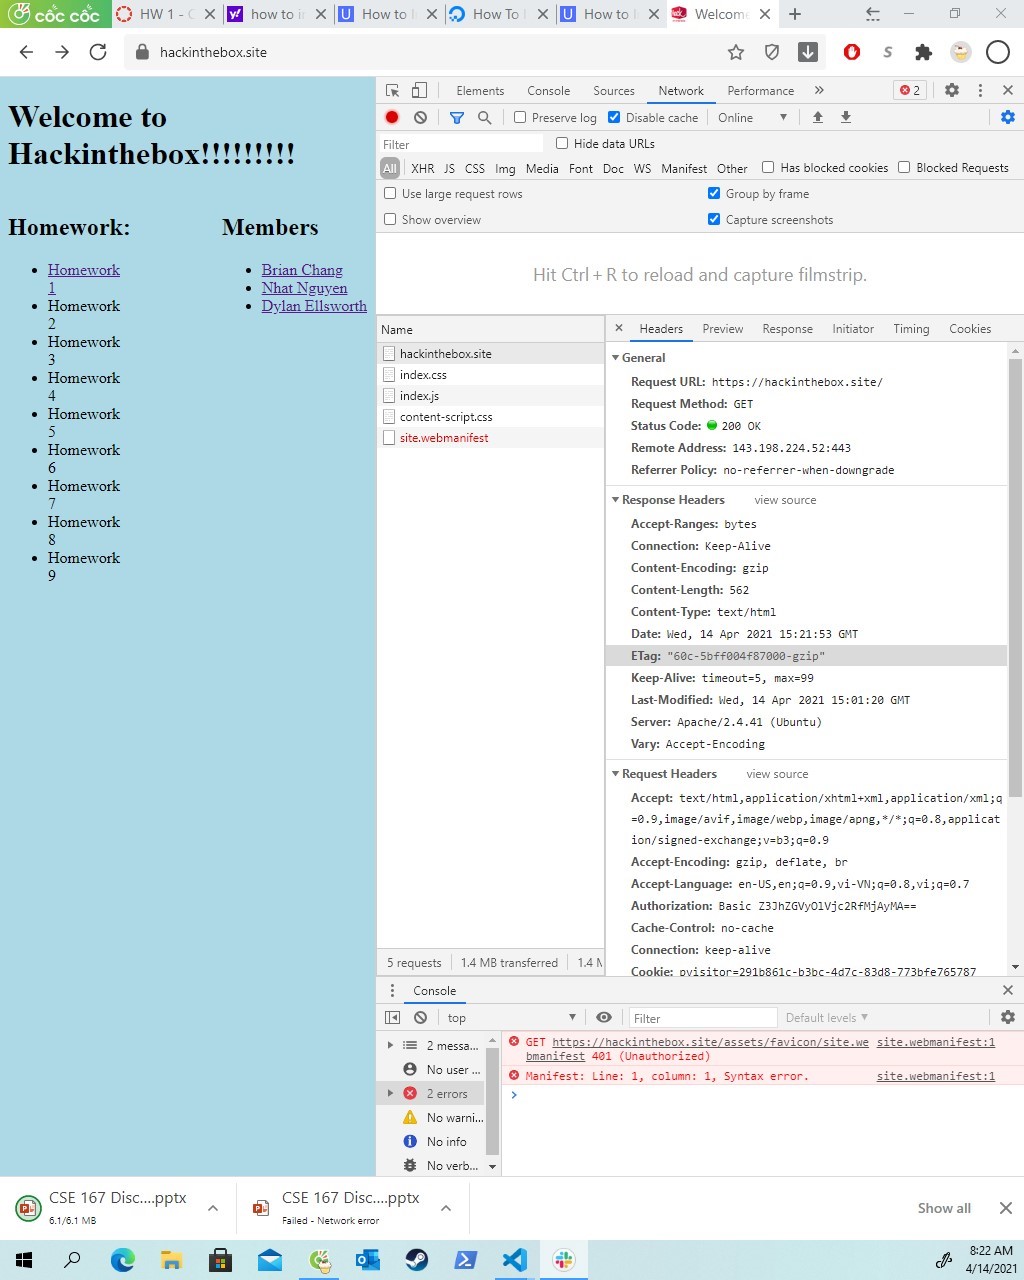 CỐC CỐC
HW 1 - C
how to in
How to I
How To I
How to I
Welcome
hackinthebox.site
Welcome to
Hackinthebox!!!!!!!!!
Homework:
Homework
1
Homework
2
Homework
3
Homework
4
Homework
5
Homework
6
Homework
7
Homework
8
Homework
9
Members
Brian Chang
Nhat Nguyen
Dylan Ellsworth
Elements Console Sources Network Performance » 2
Preserve log Disable cache Online
Filter Hide data URLs
All XHR JS CSS Img Media Font Doc WS Manifest Other Has blocked cookies Blocked Requests
Use large request rows Group by frame
Show overview Capture screenshots
Hit Ctrl + R to reload and capture filmstrip.
Name
hackinthebox.site
index.css
index.js
content-script.css
site.webmanifest
5 requests 1.4 MB transferred 1.4 M
Headers Preview Response Initiator Timing Cookies
General
Request URL: https://hackinthebox.site/
Request Method: GET
Status Code: 200 OK
Remote Address: 143.198.224.52:443
Referrer Policy: no-referrer-when-downgrade
Response Headers view source
Accept-Ranges: bytes
Connection: Keep-Alive
Content-Encoding: gzip
Content-Length: 562
Content-Type: text/html
Date: Wed, 14 Apr 2021 15:21:53 GMT
ETag: "60c-5bff004f87000-gzip"
Keep-Alive: timeout=5, max=99
Last-Modified: Wed, 14 Apr 2021 15:01:20 GMT
Server: Apache/2.4.41 (Ubuntu)
Vary: Accept-Encoding
Request Headers view source
Accept: text/html,application/xhtml+xml,application/xml;q
=0.9,image/avif,image/webp,image/apng,*/*;q=0.8,applicat
ion/signed-exchange;v=b3;q=0.9
Accept-Encoding: gzip, deflate, br
Accept-Language: en-US,en;q=0.9,vi-VN;q=0.8,vi;q=0.7
Authorization: Basic Z3JhZGVyOlVjc2RfMjAyMA==
Cache-Control: no-cache
Connection: keep-alive
Cookie: pvisitor=291b861c-b3bc-4d7c-83d8-773bfe765787
Console
top Filter Default levels
2 messa...
No user ...
2 errors
No warni...
No info
No verb...
GET https://hackinthebox.site/assets/favicon/site.we site.webmanifest:1
bmanifest 401 (Unauthorized)
Manifest: Line: 1, column: 1, Syntax error. site.webmanifest:1
CSE 167 Disc....pptx
6.1/6.1 MB
CSE 167 Disc....pptx
Failed - Network error
Show all
8:22 AM
4/14/2021